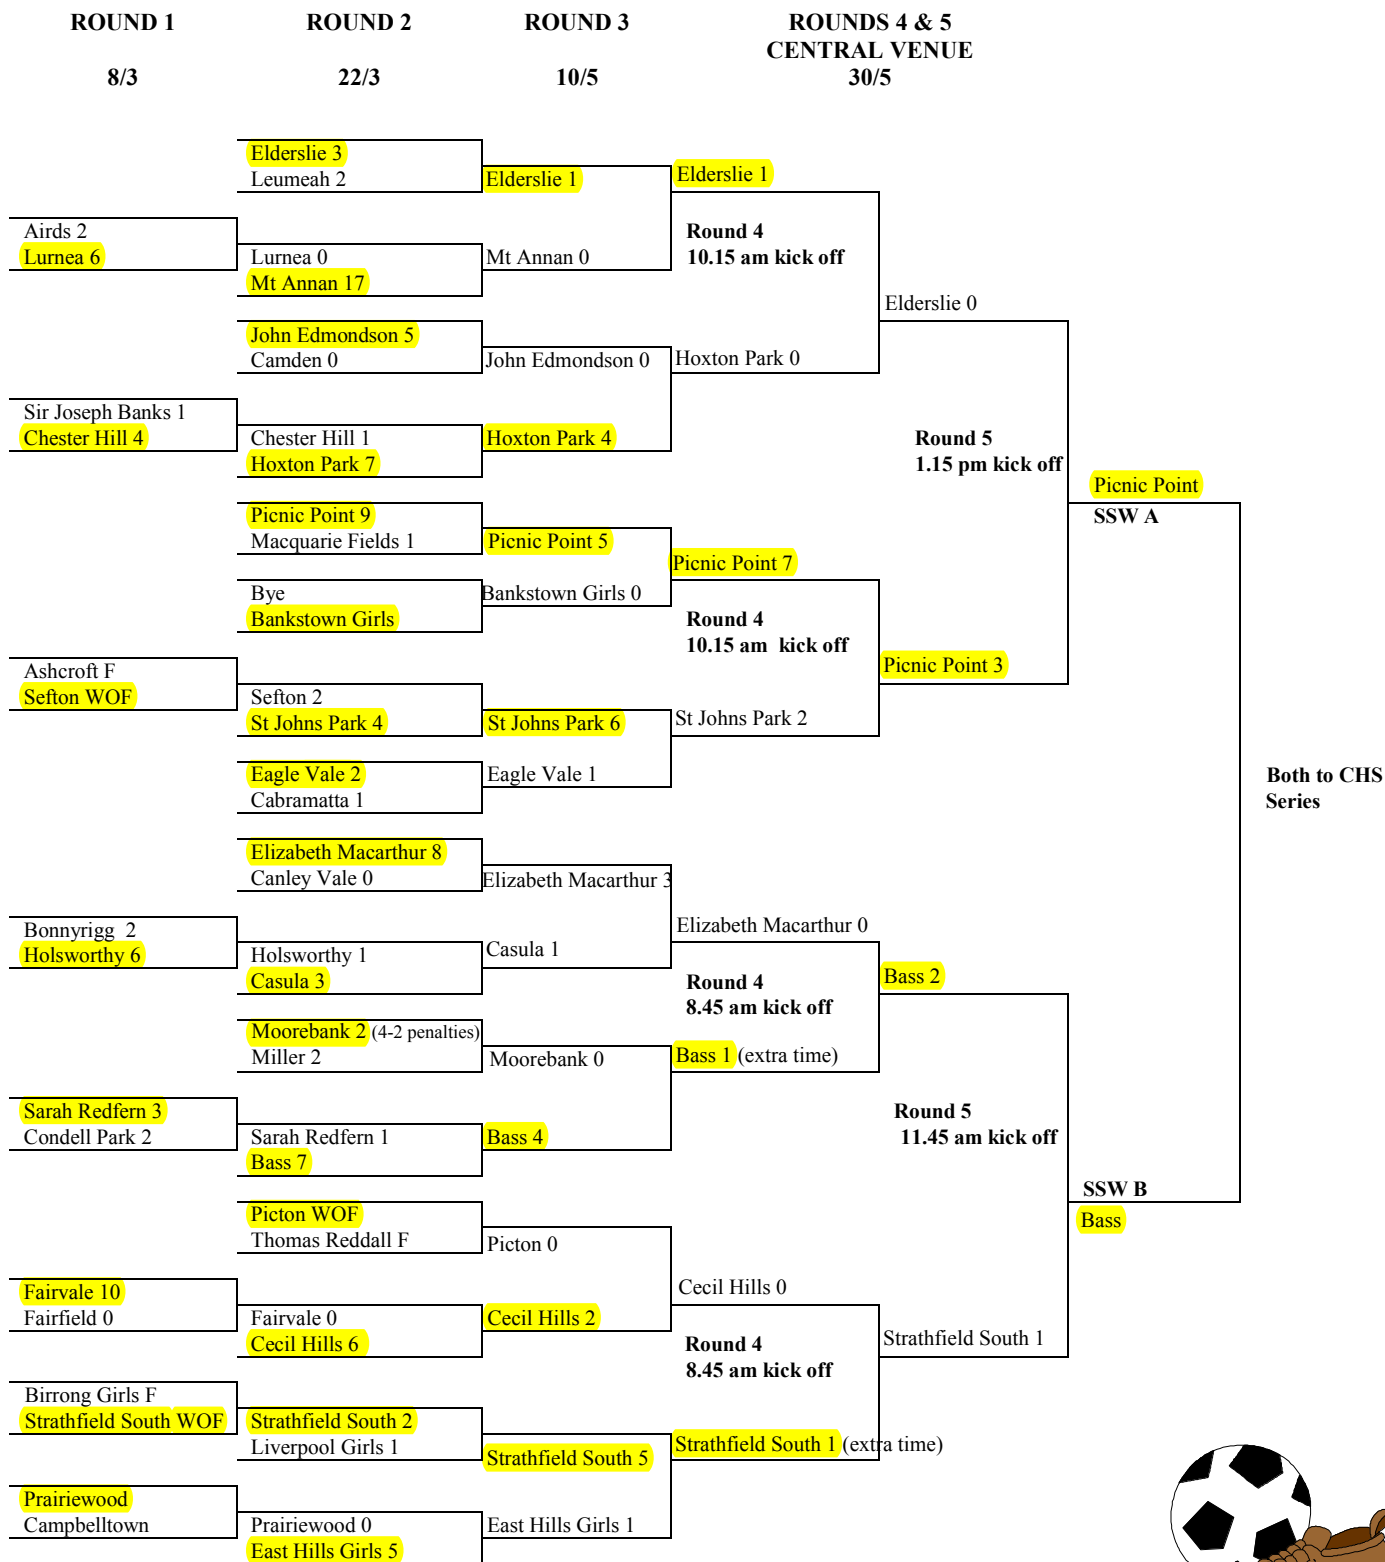 ROUND 1
ROUND 2
ROUND 3
ROUNDS 4 & 5
CENTRAL VENUE
8/3
22/3
10/5
30/5
Airds 2
Lurnea 6
Sir Joseph Banks 1
Chester Hill 4
Ashcroft F
Sefton WOF
Bonnyrigg  2
Holsworthy 6
Sarah Redfern 3
Condell Park 2
Fairvale 10
Fairfield 0
Birrong Girls F
Strathfield South WOF
Prairiewood
Campbelltown
Elderslie 3
Leumeah 2
Lurnea 0
Mt Annan 17
John Edmondson 5
Camden 0
Chester Hill 1
Hoxton Park 7
Picnic Point 9
Macquarie Fields 1
Bye
Bankstown Girls
Sefton 2
St Johns Park 4
Eagle Vale 2
Cabramatta 1
Elizabeth Macarthur 8
Canley Vale 0
Holsworthy 1
Casula 3
Moorebank 2 (4-2 penalties)
Miller 2
Sarah Redfern 1
Bass 7
Picton WOF
Thomas Reddall F
Fairvale 0
Cecil Hills 6
Strathfield South 2
Liverpool Girls 1
Prairiewood 0
East Hills Girls 5
Elderslie 1
Mt Annan 0
John Edmondson 0
Hoxton Park 4
Picnic Point 5
Bankstown Girls 0
St Johns Park 6
Eagle Vale 1
Elizabeth Macarthur 3
Casula 1
Moorebank 0
Bass 4
Picton 0
Cecil Hills 2
Strathfield South 5
East Hills Girls 1
Elderslie 1
Round 4
10.15 am kick off
Hoxton Park 0
Picnic Point 7
Round 4
10.15 am  kick off
St Johns Park 2
Elizabeth Macarthur 0
Round 4
8.45 am kick off
Bass 1 (extra time)
Cecil Hills 0
Round 4
8.45 am kick off
Strathfield South 1 (extra time)
Elderslie 0
Round 5
1.15 pm kick off
Picnic Point 3
Bass 2
Round 5
11.45 am kick off
Strathfield South 1
Picnic Point
SSW A
SSW B
Bass
Both to CHS
Series